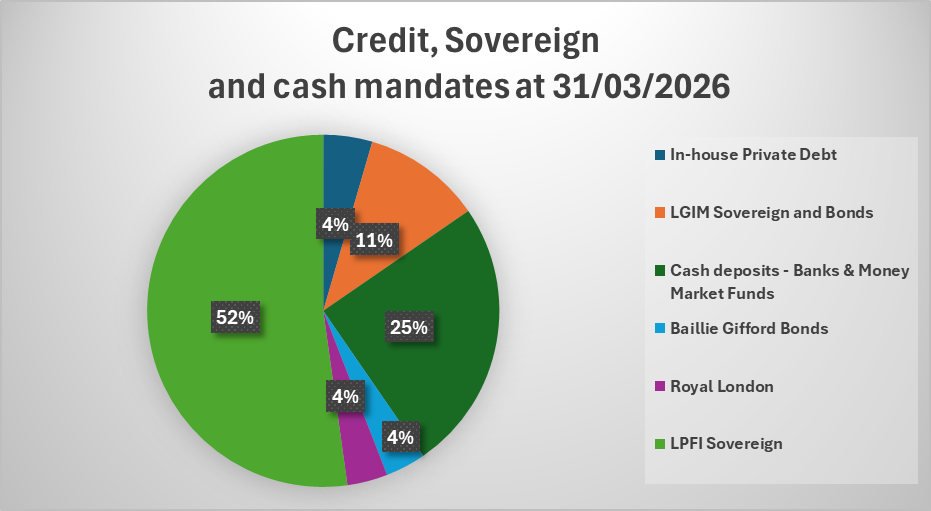 Credit, Sovereign
and cash mandates at 31/03/2026
4%
11%
25%
52%
4%
4%
In-house Private Debt
LGIM Sovereign and Bonds
Cash deposits - Banks & Money
Market Funds
Baillie Gifford Bonds
Royal London
LPFI Sovereign